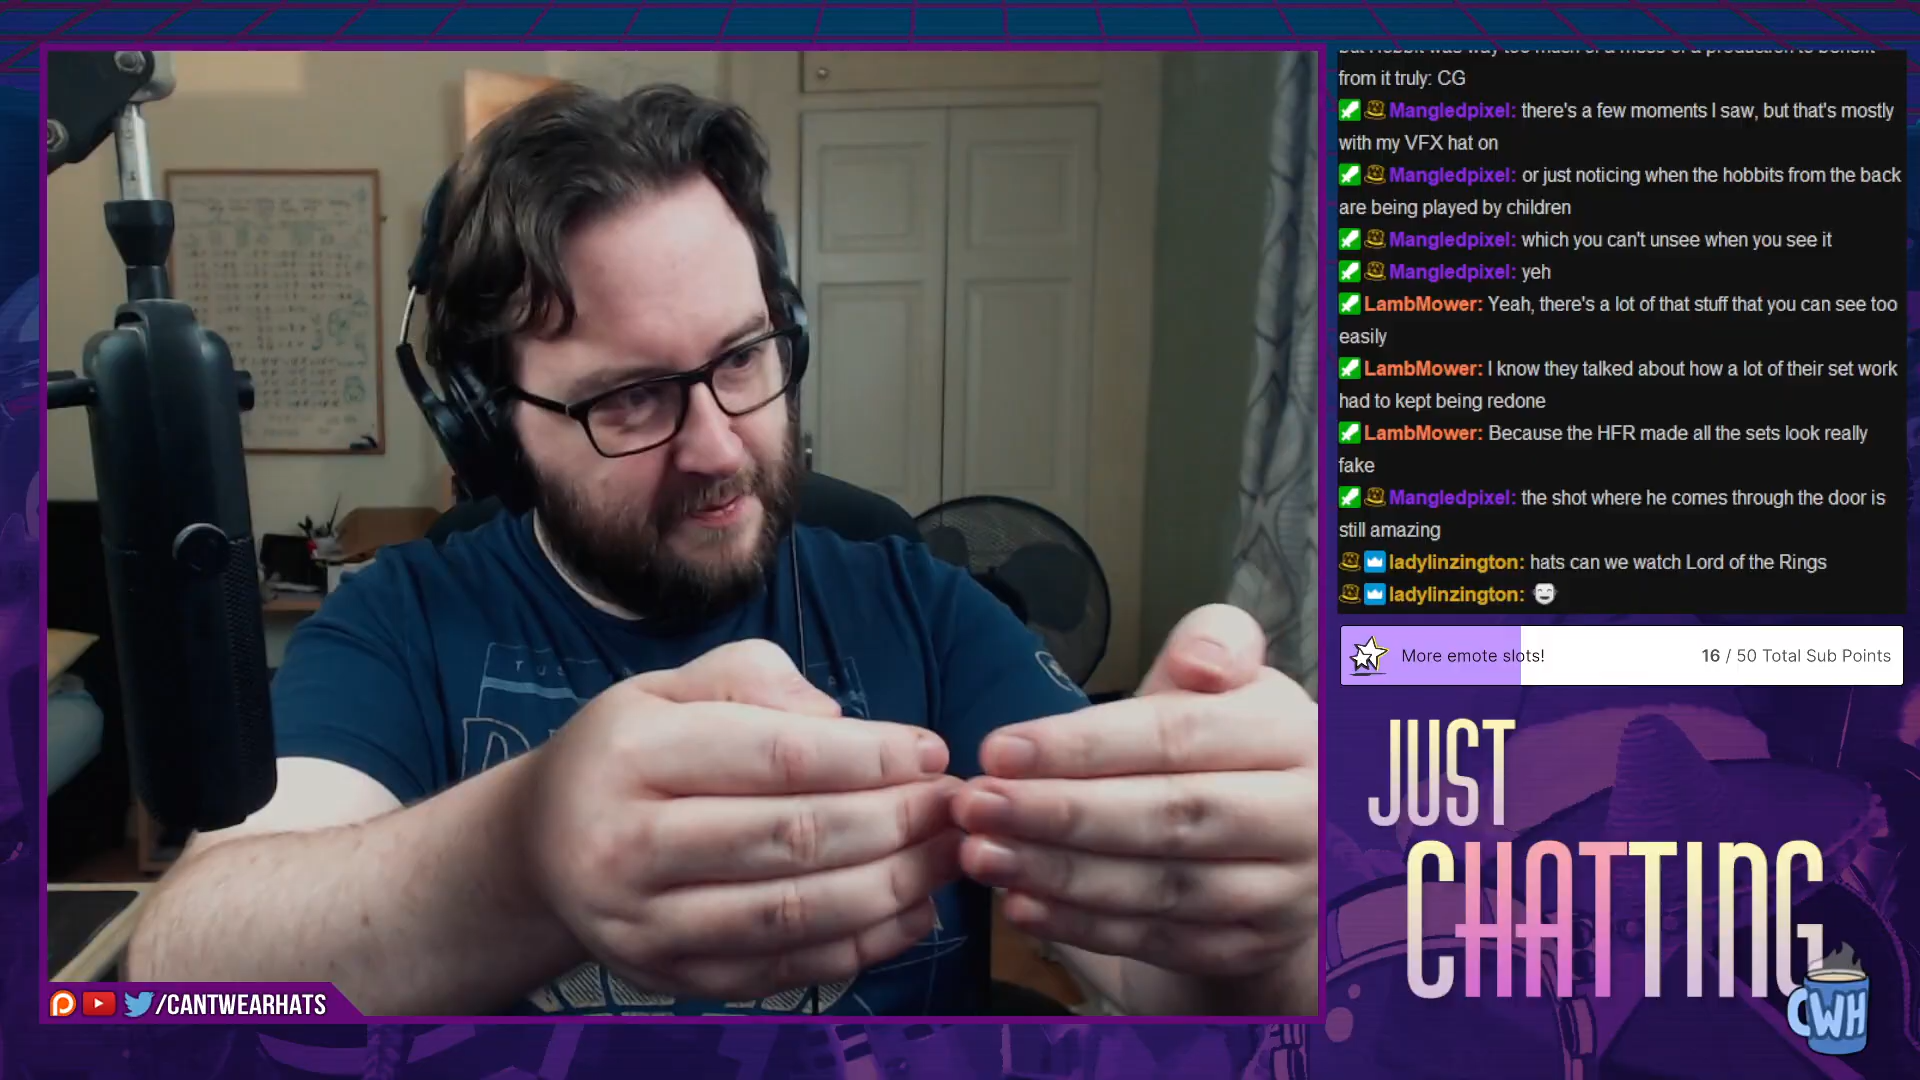 from it truly: CG
Mangledpixel: there's a few moments I saw, but that's mostly
with my VFX hat on
Mangledpixel: or just noticing when the hobbits from the back
are being played by children
Mangledpixel: which you can't unsee when you see it
Mangledpixel: yeh
LambMower: Yeah, there's a lot of that stuff that you can see too
easily
LambMower: I know they talked about how a lot of their set work
had to kept being redone
LambMower: Because the HFR made all the sets look really
fake
Mangledpixel: the shot where he comes through the door is
still amazing
ladylinzington: hats can we watch Lord of the Rings
ladylinzington:
More emote slots! 16 / 50 Total Sub Points
JUST
CHATTING
CWH
/CANTWEARHATS